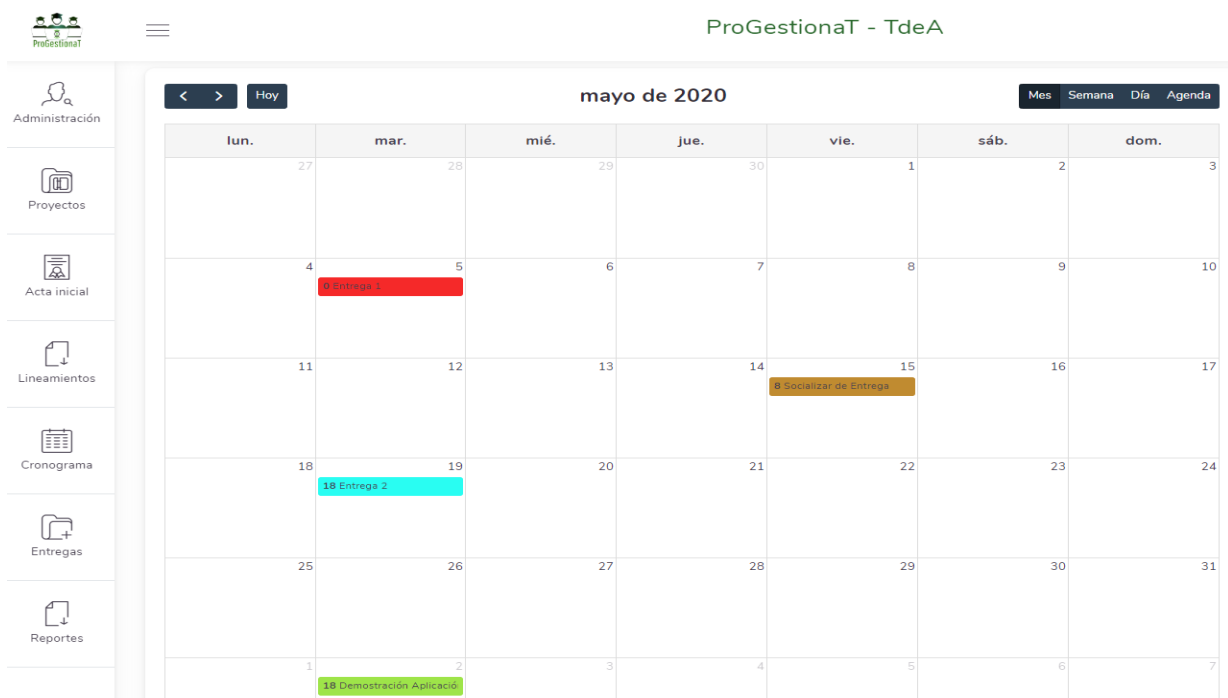 ProGestionaT
ProGestionaT - TdeA
Administración
Proyectos
Acta inicial
Lineamientos
Cronograma
Entregas
Reportes
Hoy
mayo de 2020
Mes Semana Día Agenda
lun. mar. mié. jue. vie. sáb. dom.
27 28 29 30 1 2 3
4 5 6 7 8 9 10
0 Entrega 1
11 12 13 14 15 16 17
8 Socializar de Entrega
18 19 20 21 22 23 24
18 Entrega 2
25 26 27 28 29 30 31
1 2 3 4 5 6 7
18 Demostración Aplicació